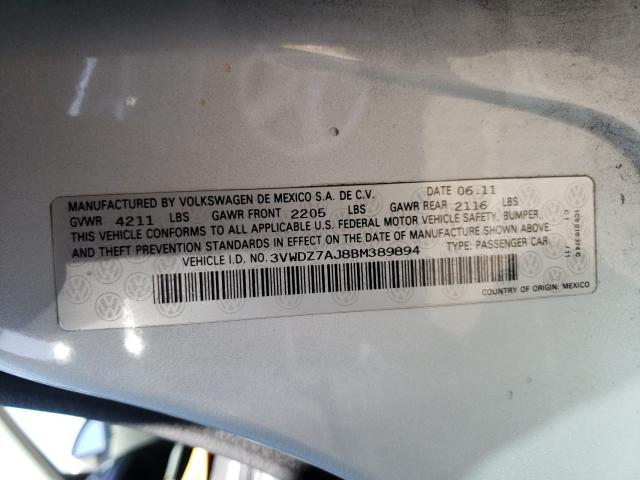 MANUFACTURED BY VOLKSWAGEN DE MEXICO S.A. DE C.V. DATE 06.11
GVWR 4211 LBS GAWR FRONT 2205 LBS GAWR REAR 2116 LBS
THIS VEHICLE CONFORMS TO ALL APPLICABLE U.S. FEDERAL MOTOR VEHICLE SAFETY, BUMPER,
AND THEFT PREVENTION STANDARDS IN EFFECT ON THE DATE OF MANUFACTURE SHOWN ABOVE.
VEHICLE I.D. NO. 3VWDZ7AJ8BM389894 TYPE: PASSENGER CAR
COUNTRY OF ORIGIN: MEXICO